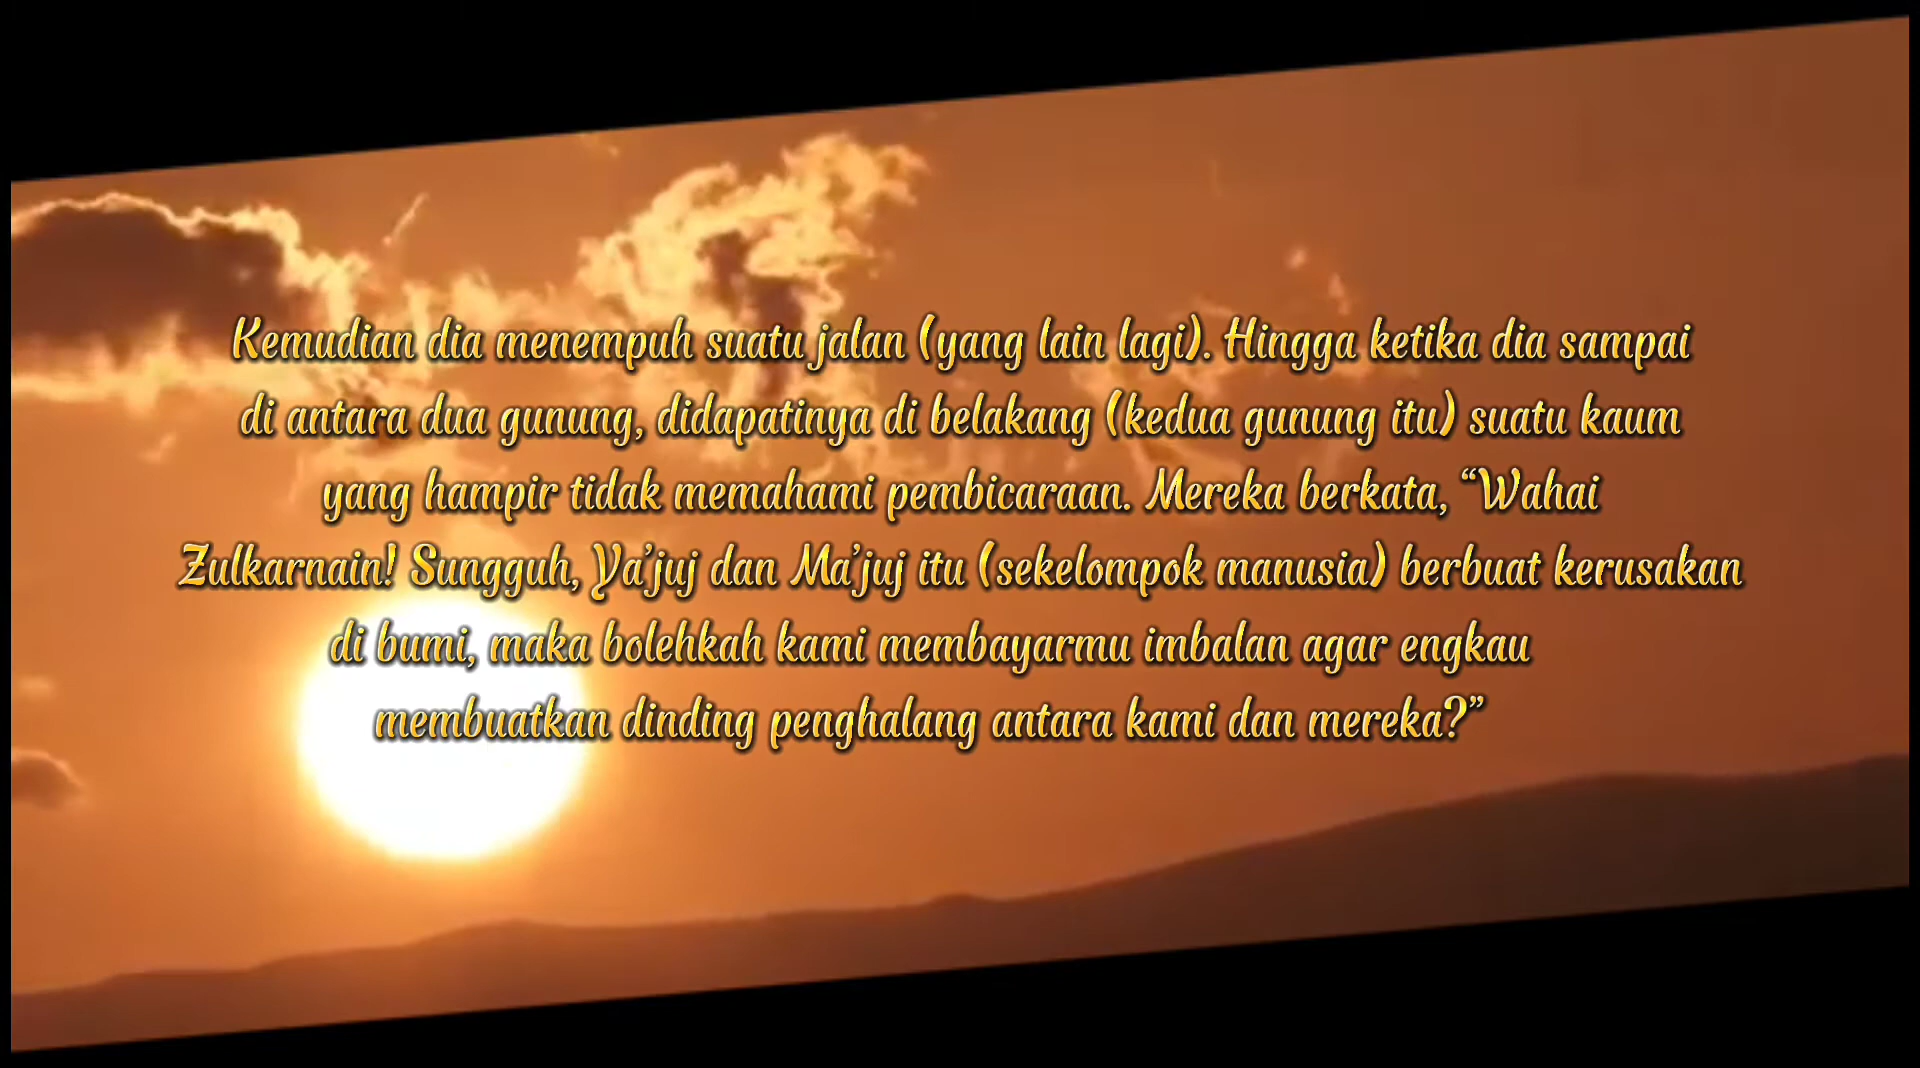 Kemudian dia menempuh suatu jalan (yang lain lagi). Hingga ketika dia sampai
di antara dua gunung, didapatinya di belakang (kedua gunung itu) suatu kaum
yang hampir tidak memahami pembicaraan. Mereka berkata, “Wahai
Zulkarnain! Sungguh, Ya’juj dan Ma’juj itu (sekelompok manusia) berbuat kerusakan
di bumi, maka bolehkah kami membayarmu imbalan agar engkau
membuatkan dinding penghalang antara kami dan mereka?”